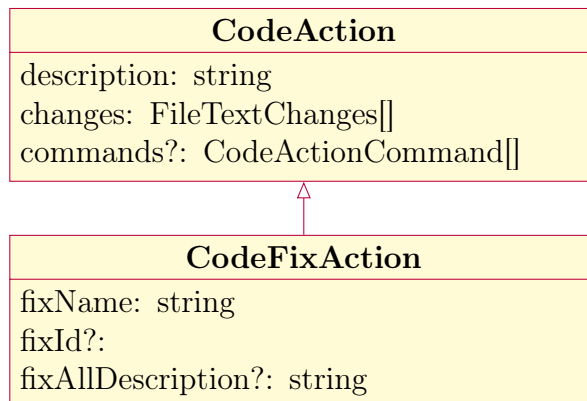 CodeAction
description: string
changes: FileTextChanges[]
commands?: CodeActionCommand[]
CodeFixAction
fixName: string
fixId?:
fixAllDescription?: string